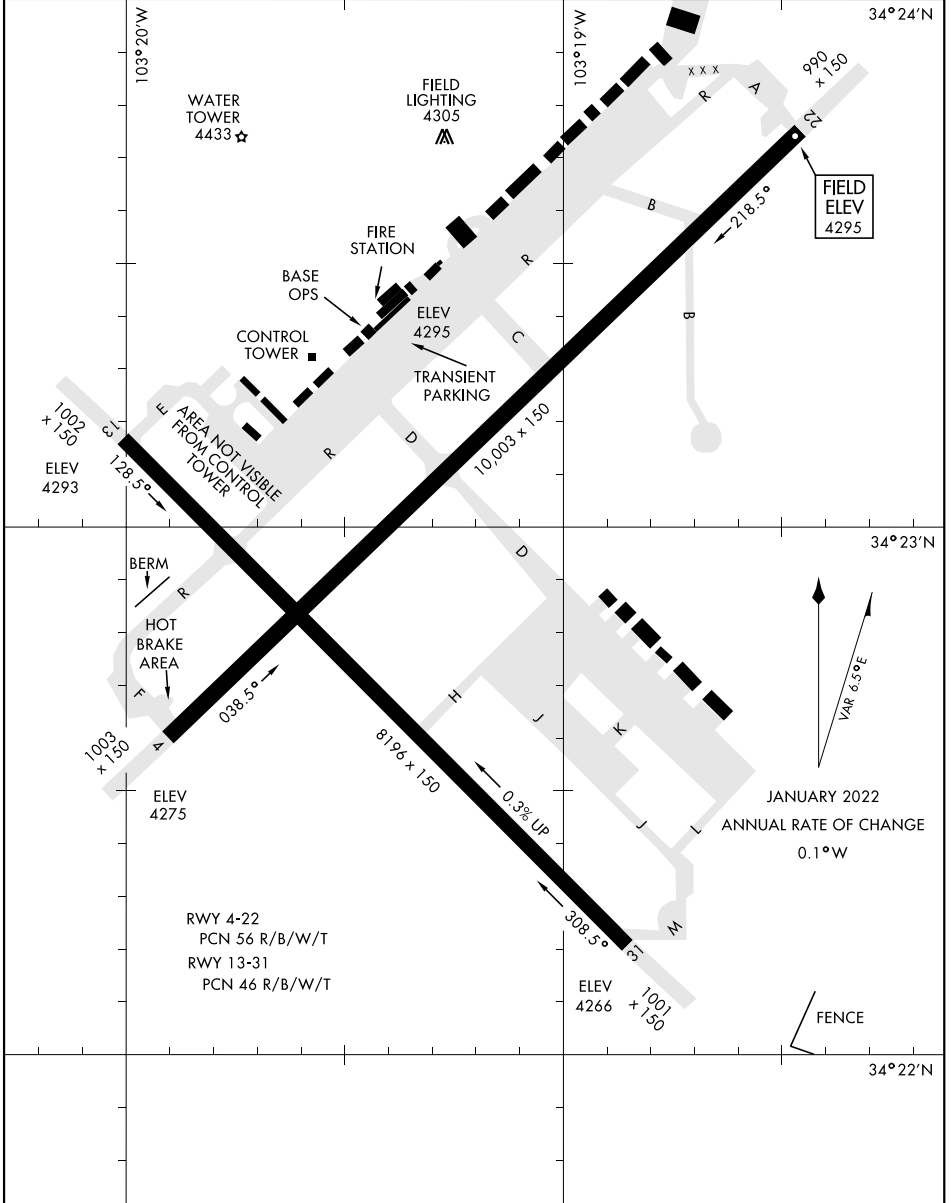 103°20'W
103°19'W
34°24'N
WATER
TOWER
4433
FIELD
LIGHTING
4305
X X X
R
A
990
x 150
22
FIELD
ELEV
4295
218.5°
B
B
FIRE
STATION
BASE
OPS
R
ELEV
4295
C
CONTROL
TOWER
TRANSIENT
PARKING
1002
x 150
E
AREA NOT VISIBLE
FROM CONTROL
TOWER
13
ELEV
4293
128.5°
R
D
10,003 x 150
34°23'N
D
BERM
R
HOT
BRAKE
AREA
F
038.5°
4
1003
x 150
ELEV
4275
H
J
K
8196 x 150
0.3% UP
J
L
VAR 6.5°E
JANUARY 2022
ANNUAL RATE OF CHANGE
0.1°W
RWY 4-22
PCN 56 R/B/W/T
RWY 13-31
PCN 46 R/B/W/T
308.5°
M
31
ELEV
4266
1001
x 150
FENCE
34°22'N